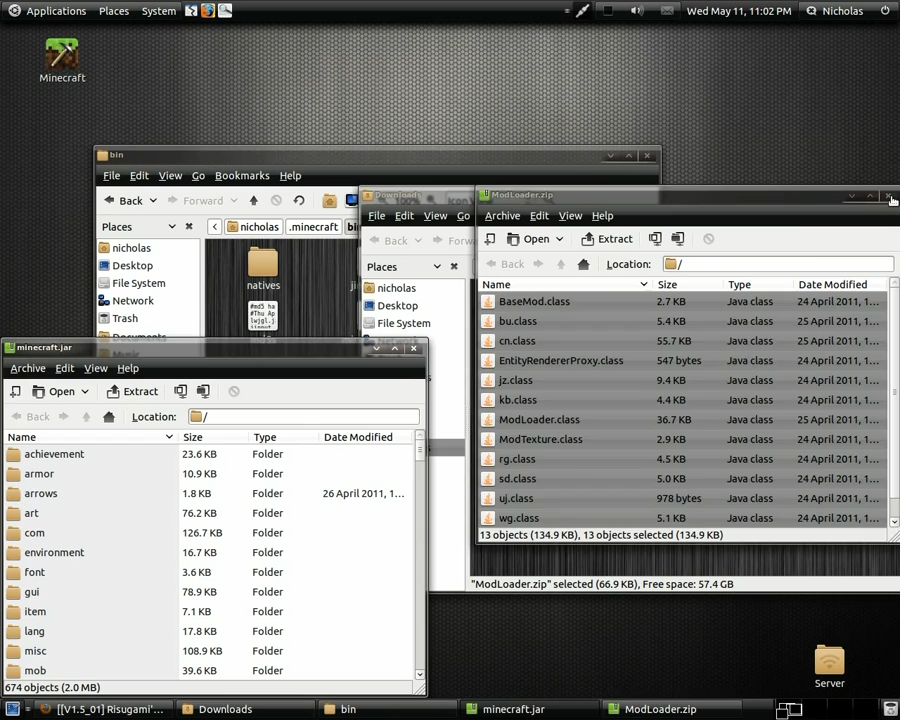 Applications Places System
Wed May 11, 11:02 PM
Nicholas
Minecraft
bin
File Edit View Go Bookmarks Help
Back Forward
Places
nicholas .minecraft
nicholas
Desktop
File System
Network
Trash
Documents
natives
Downloads
File Edit View Go
Back
Places
nicholas
Desktop
File System
Network
ModLoader.zip
Archive Edit View Help
Open Extract
Back Location: /
Name Size Type Date Modified
BaseMod.class 2.7 KB Java class 24 April 2011, 1...
bu.class 5.4 KB Java class 25 April 2011, 1...
cn.class 55.7 KB Java class 25 April 2011, 1...
EntityRendererProxy.class 547 bytes Java class 24 April 2011, 1...
jz.class 9.4 KB Java class 24 April 2011, 1...
kb.class 4.4 KB Java class 24 April 2011, 1...
ModLoader.class 36.7 KB Java class 25 April 2011, 1...
ModTexture.class 2.9 KB Java class 24 April 2011, 1...
rg.class 4.5 KB Java class 24 April 2011, 1...
sd.class 5.0 KB Java class 24 April 2011, 1...
uj.class 978 bytes Java class 24 April 2011, 1...
wg.class 5.1 KB Java class 24 April 2011, 1...
13 objects (134.9 KB), 13 objects selected (134.9 KB)
"ModLoader.zip" selected (66.9 KB), Free space: 57.4 GB
minecraft.jar
Archive Edit View Help
Open Extract
Back Location: /
Name Size Type Date Modified
achievement 23.6 KB Folder
armor 10.9 KB Folder
arrows 1.8 KB Folder 26 April 2011, 1...
art 76.2 KB Folder
com 126.7 KB Folder
environment 16.7 KB Folder
font 3.6 KB Folder
gui 78.9 KB Folder
item 7.1 KB Folder
lang 17.8 KB Folder
misc 108.9 KB Folder
mob 39.6 KB Folder
674 objects (2.0 MB)
Server
[[V1.5_01] Risugami'... Downloads bin minecraft.jar ModLoader.zip